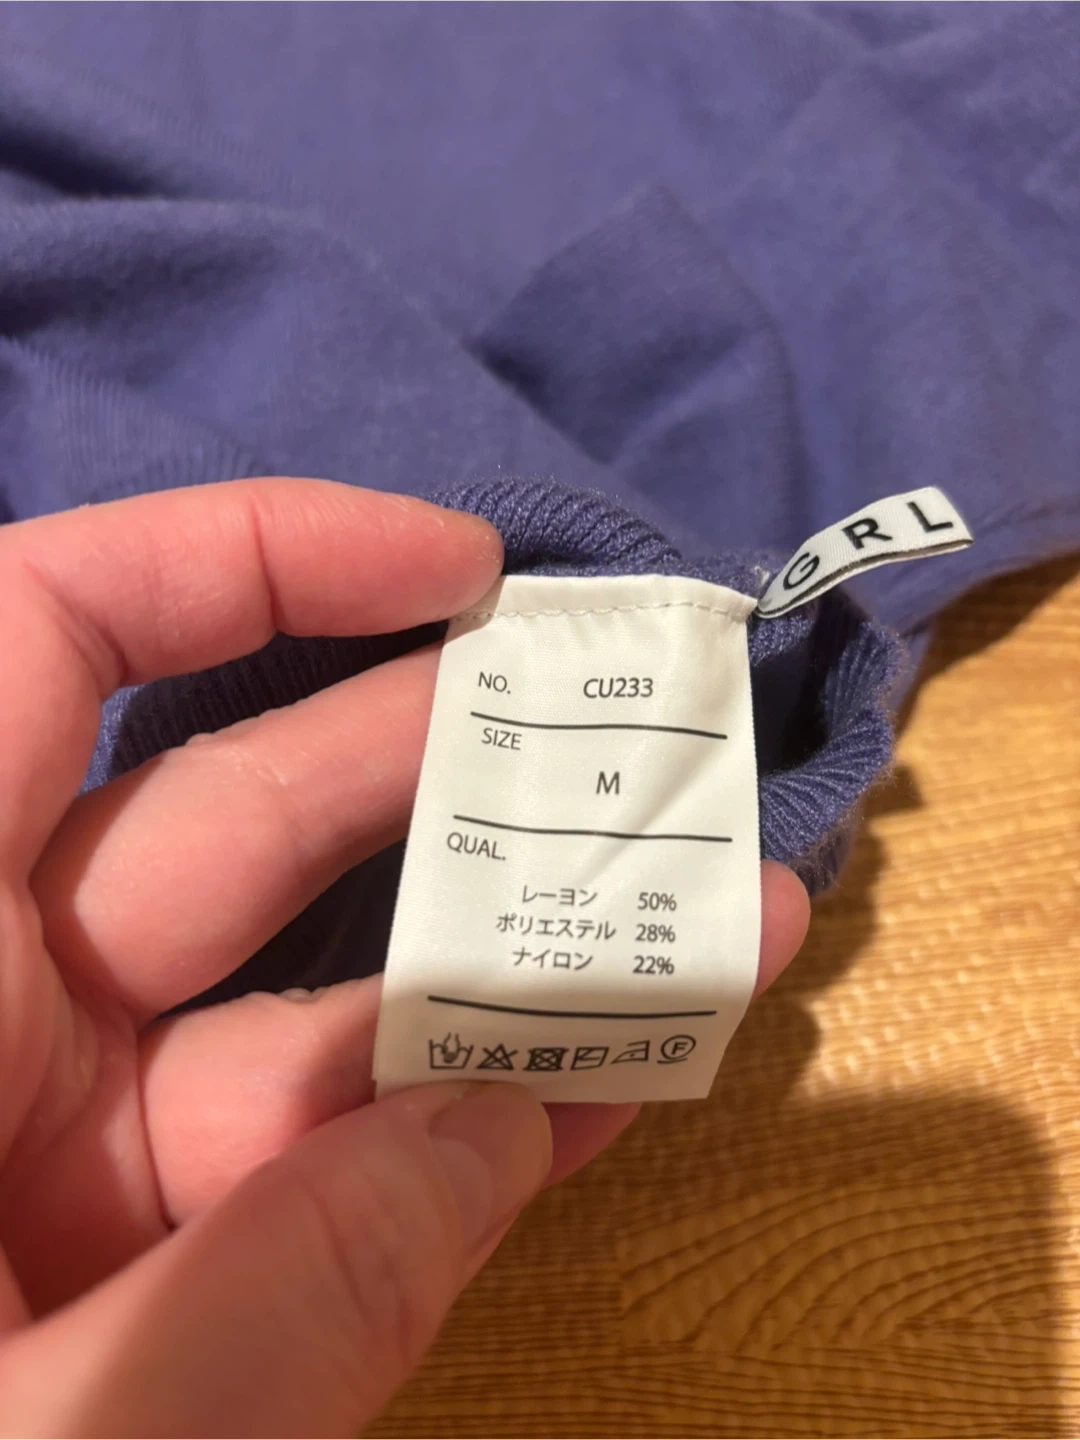 GRL
NO. CU233
SIZE
M
QUAL.
レーヨン 50%
ポリエステル 28%
ナイロン 22%
F